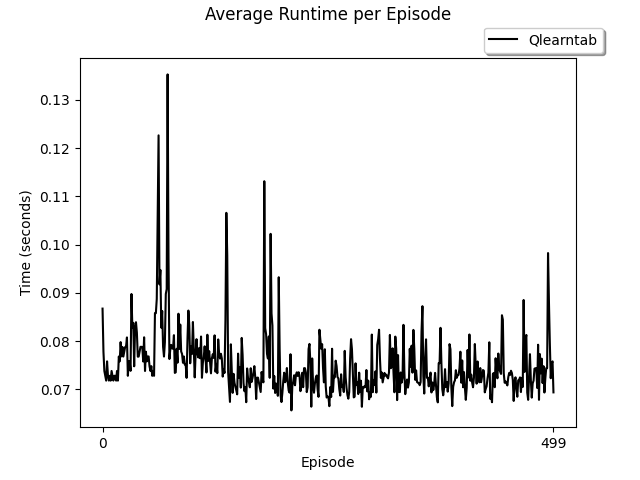 Average Runtime per Episode
Qlearntab
Time (seconds)
0.13
0.12
0.11
0.10
0.09
0.08
0.07
0
499
Episode